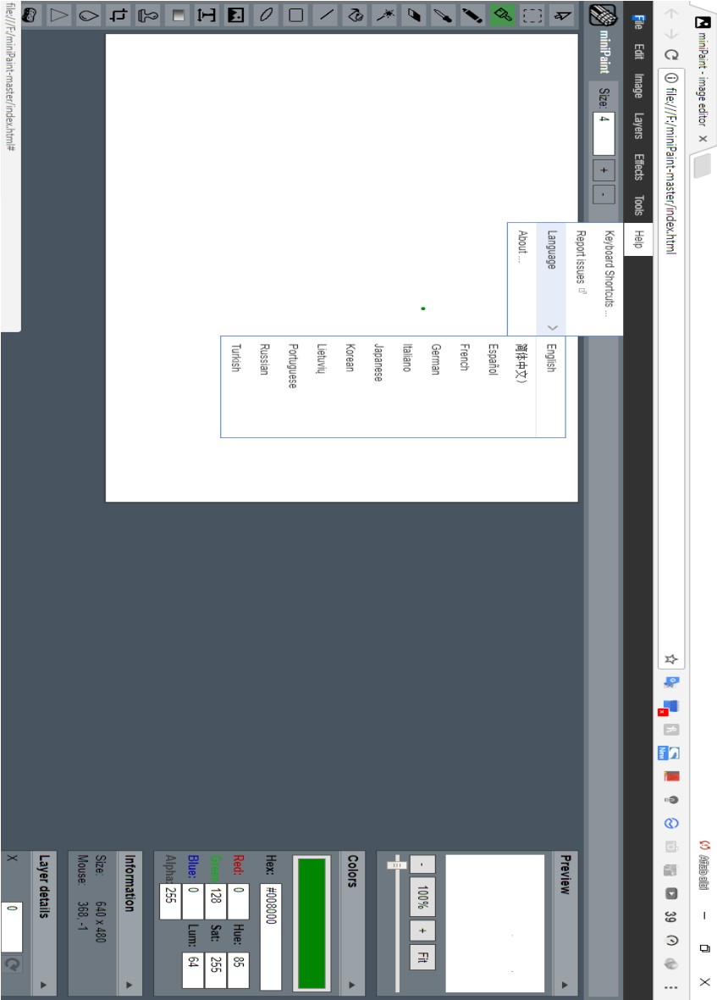 miniPaint - image editor X
Aftab albi
file:///F:/miniPaint-master/index.html
New
39
File Edit Image Layers Effects Tools Help
miniPaint Size: 4 + -
Keyboard Shortcuts ...
Report issues
Language
About ...
English
简体中文)
Español
French
German
Italiano
Japanese
Korean
Lietuvių
Portuguese
Russian
Turkish
Preview
- 100% + Fit
Colors
Hex: #008000
Red: 0 Hue: 85
Green: 128 Sat: 255
Blue: 0 Lum: 64
Alpha: 255
Information
Size: 640 x 480
Mouse: 368, -1
Layer details
X 0
file:///F:/miniPaint-master/index.html#